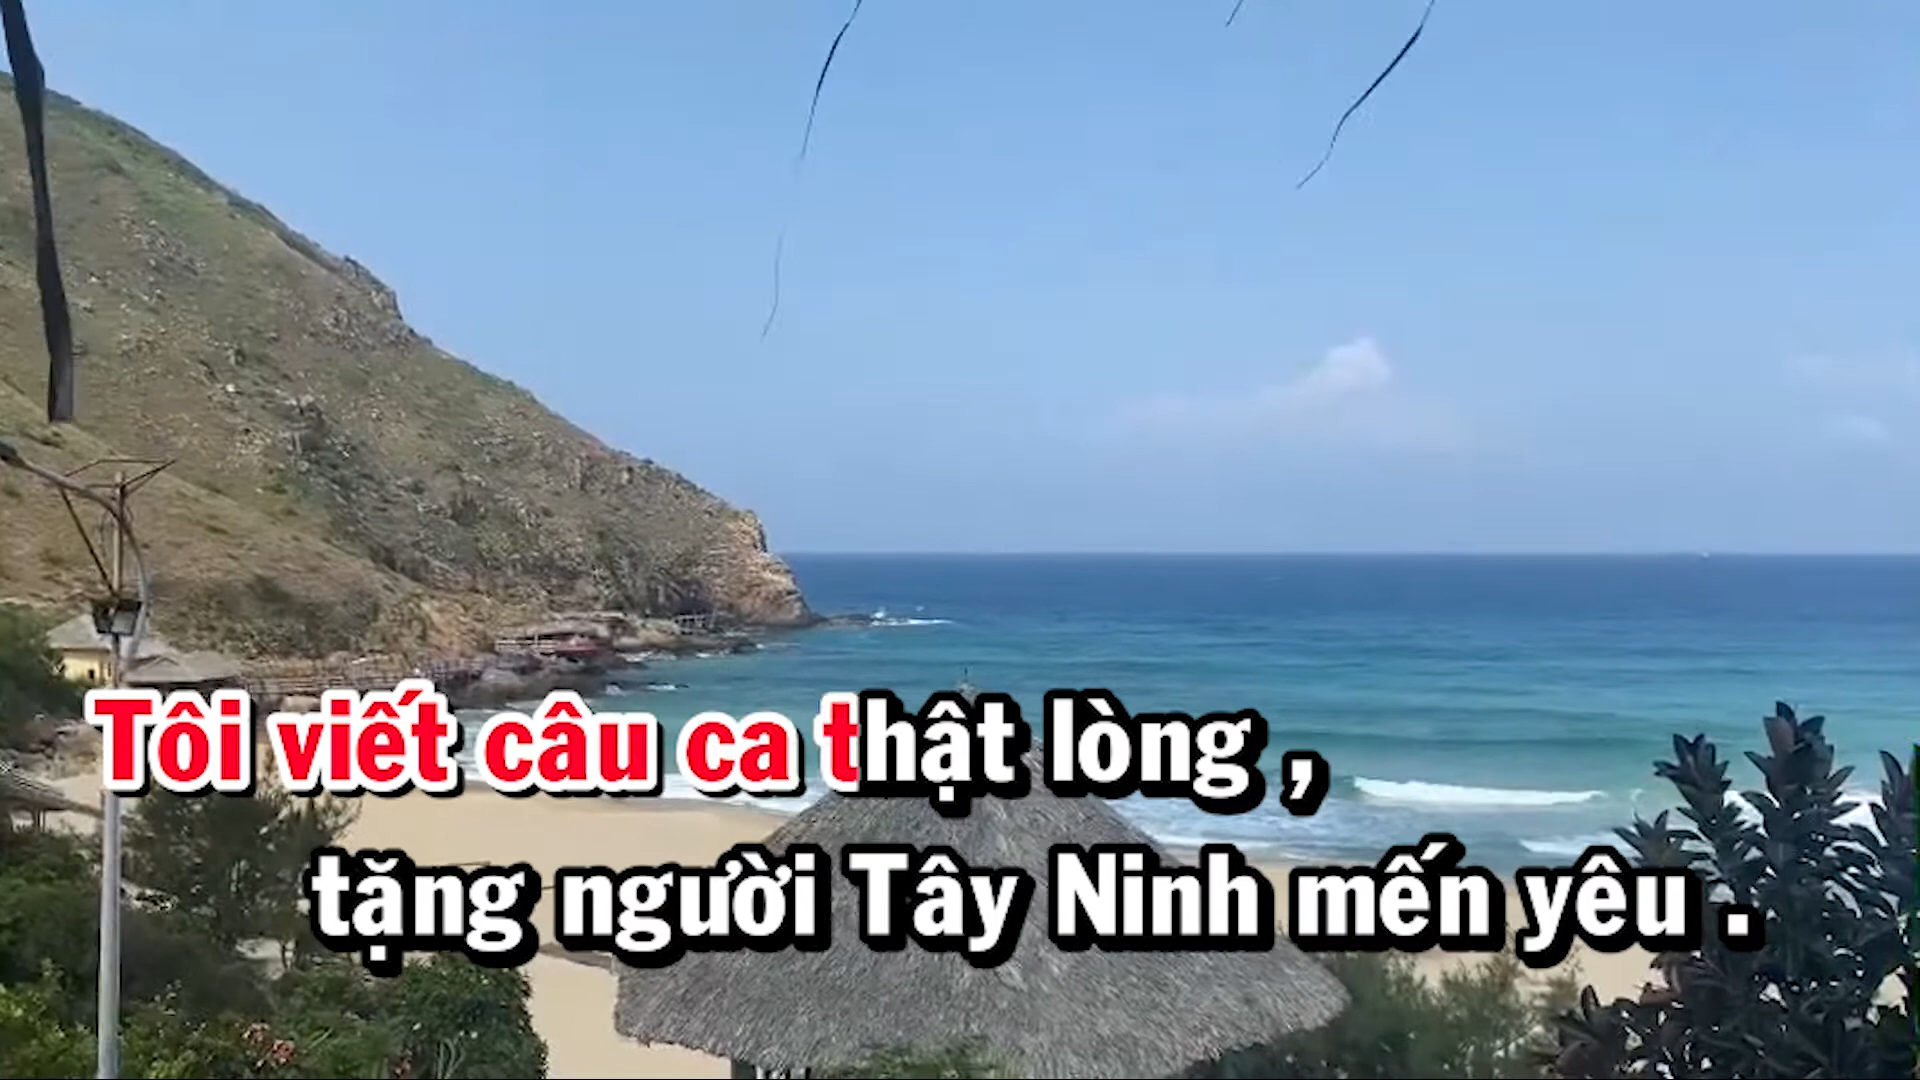 Tôi viết câu ca thật lòng ,
tặng người Tây Ninh mến yêu .